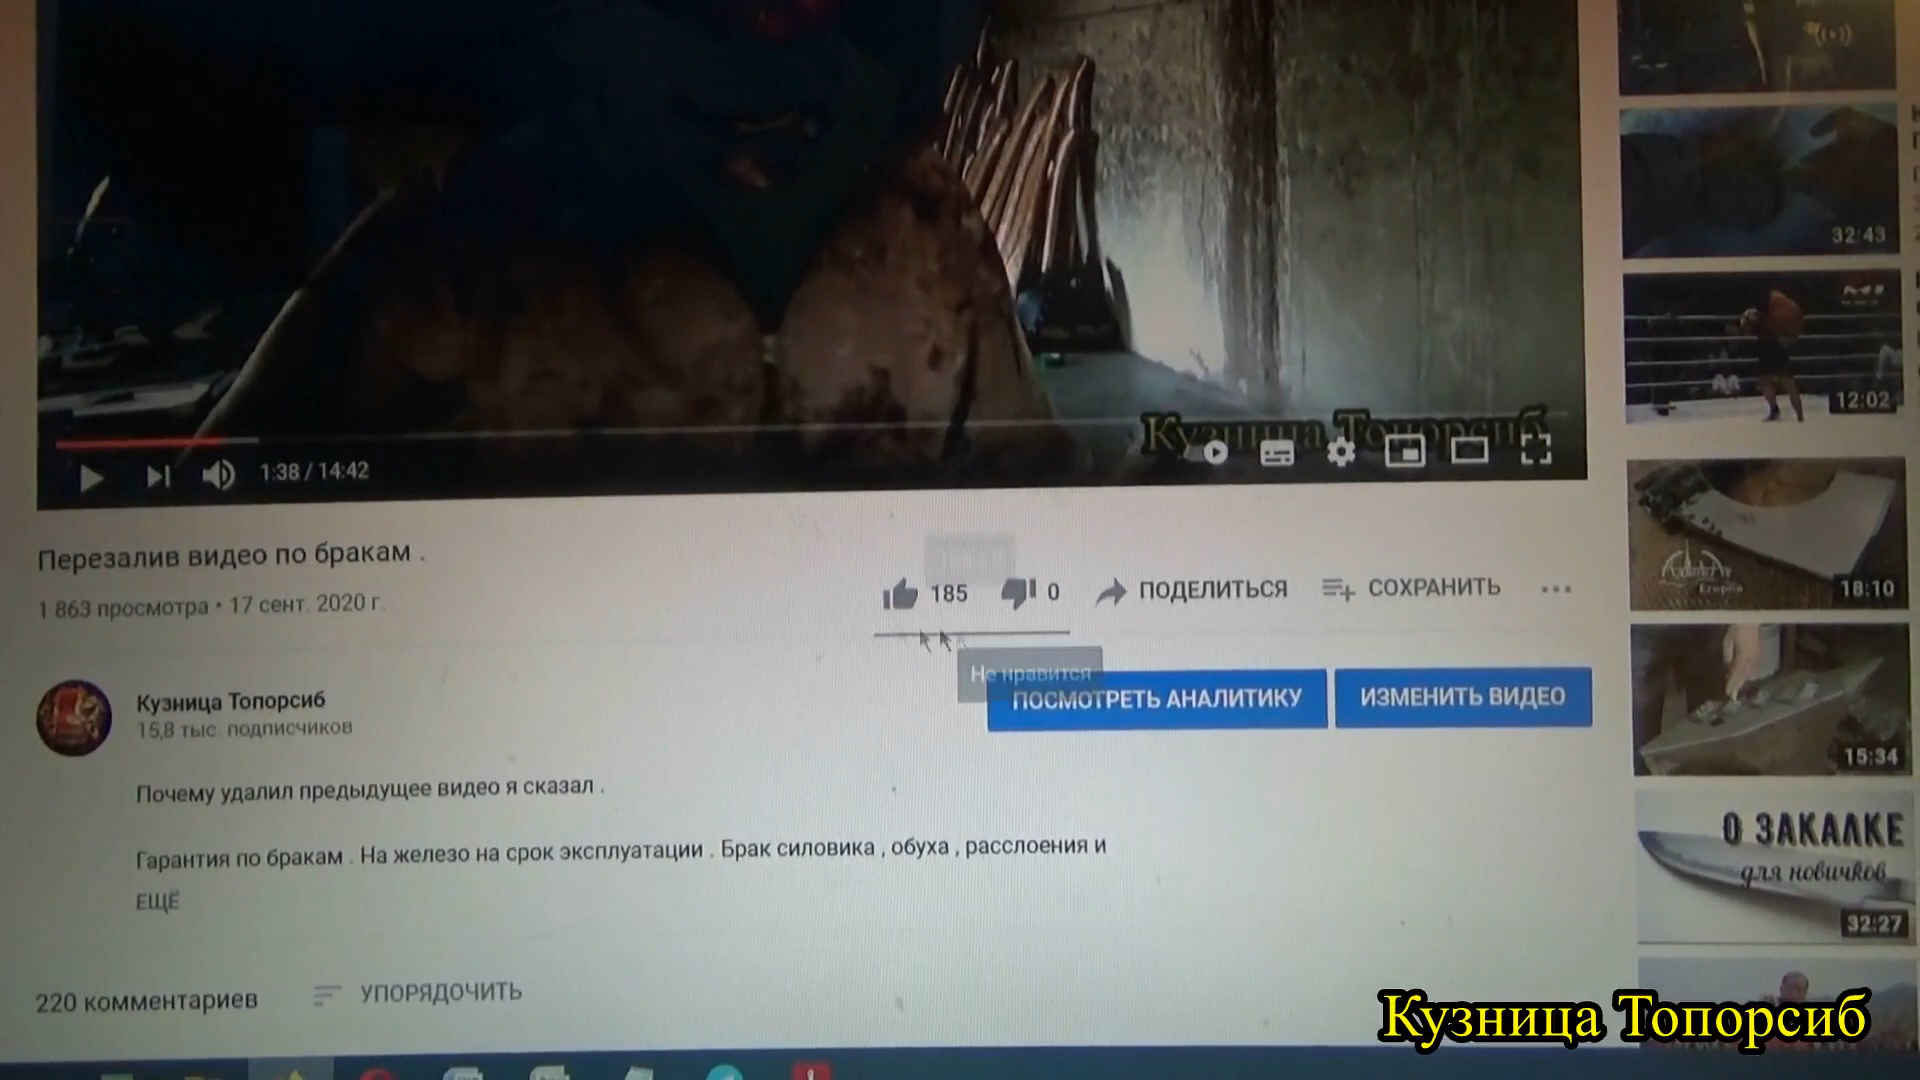 Кузница Топорсиб
1:38 / 14:42
Перезалив видео по бракам .
1 863 просмотра • 17 сент. 2020 г.
185
0
ПОДЕЛИТЬСЯ
СОХРАНИТЬ
Не нравится
ПОСМОТРЕТЬ АНАЛИТИКУ
ИЗМЕНИТЬ ВИДЕО
Кузница Топорсиб
15,8 тыс. подписчиков
Почему удалил предыдущее видео я сказал .
Гарантия по бракам . На железо на срок эксплуатации . Брак силовика , обуха , расслоения и
ЕЩЁ
220 комментариев
УПОРЯДОЧИТЬ
32:43
12:02
18:10
15:34
О ЗАКАЛКЕ
для новичков
32:27
Кузница Топорсиб